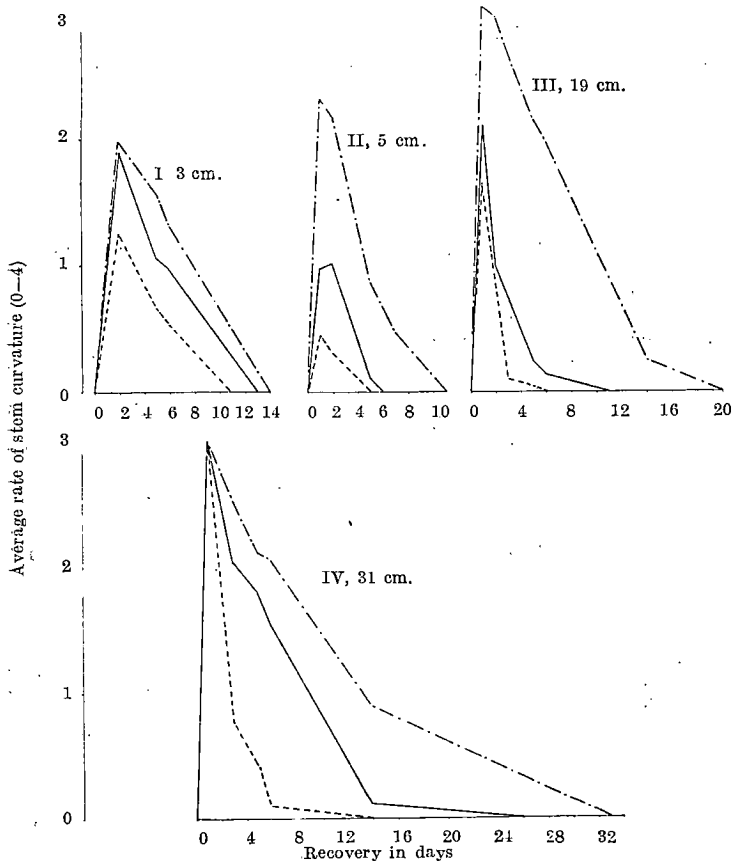 3
2
1
0
Average rate of stem curvature (0—4)
I 3 cm.
0 2 4 6 8 10 12 14
II, 5 cm.
0 2 4 6 8 10
III, 19 cm.
0 4 8 12 16 20
3
2
1
0
IV, 31 cm.
0 4 8 12 16 20 24 28 32
Recovery in days